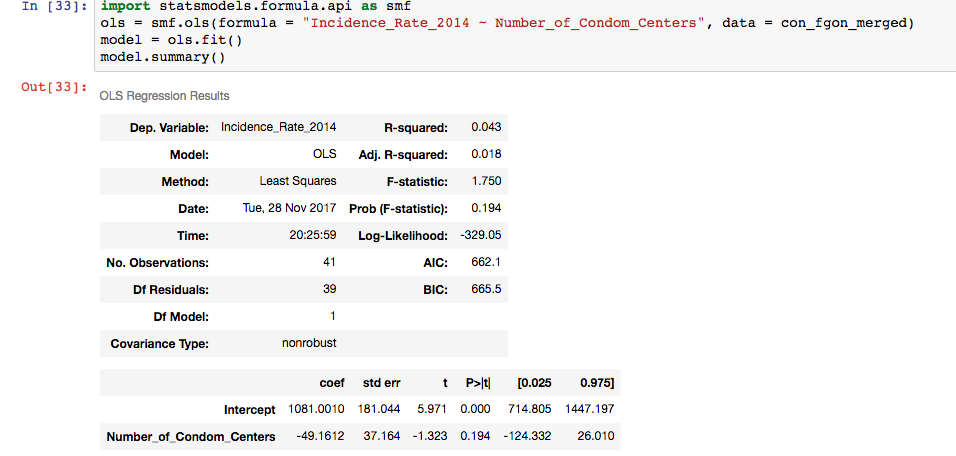 In [33]: import statsmodels.formula.api as smf
ols = smf.ols(formula = "Incidence_Rate_2014 ~ Number_of_Condom_Centers", data = con_fgon_merged)
model = ols.fit()
model.summary()
Out[33]: OLS Regression Results
Dep. Variable: Incidence_Rate_2014 R-squared: 0.043
Model: OLS Adj. R-squared: 0.018
Method: Least Squares F-statistic: 1.750
Date: Tue, 28 Nov 2017 Prob (F-statistic): 0.194
Time: 20:25:59 Log-Likelihood: -329.05
No. Observations: 41 AIC: 662.1
Df Residuals: 39 BIC: 665.5
Df Model: 1
Covariance Type: nonrobust
coef std err t P>|t| [0.025 0.975]
Intercept 1081.0010 181.044 5.971 0.000 714.805 1447.197
Number_of_Condom_Centers -49.1612 37.164 -1.323 0.194 -124.332 26.010